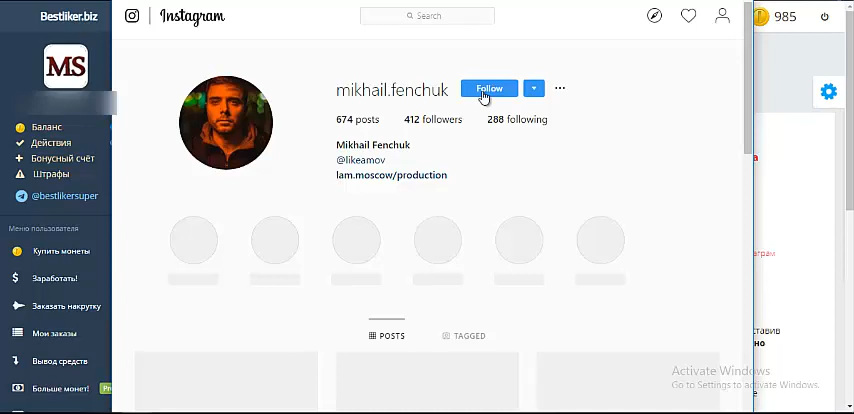 Bestliker.biz
MS
Баланс
Действия
Бонусный счёт
Штрафы
@bestlikersuper
Меню пользователя
Купить монеты
Заработать!
Заказать накрутку
Мои заказы
Вывод средств
Больше монет!
Instagram
Search
985
mikhail.fenchuk Follow
674 posts 412 followers 288 following
Mikhail Fenchuk
@likeamov
lam.moscow/production
POSTS TAGGED
Activate Windows
Go to Settings to activate Windows.